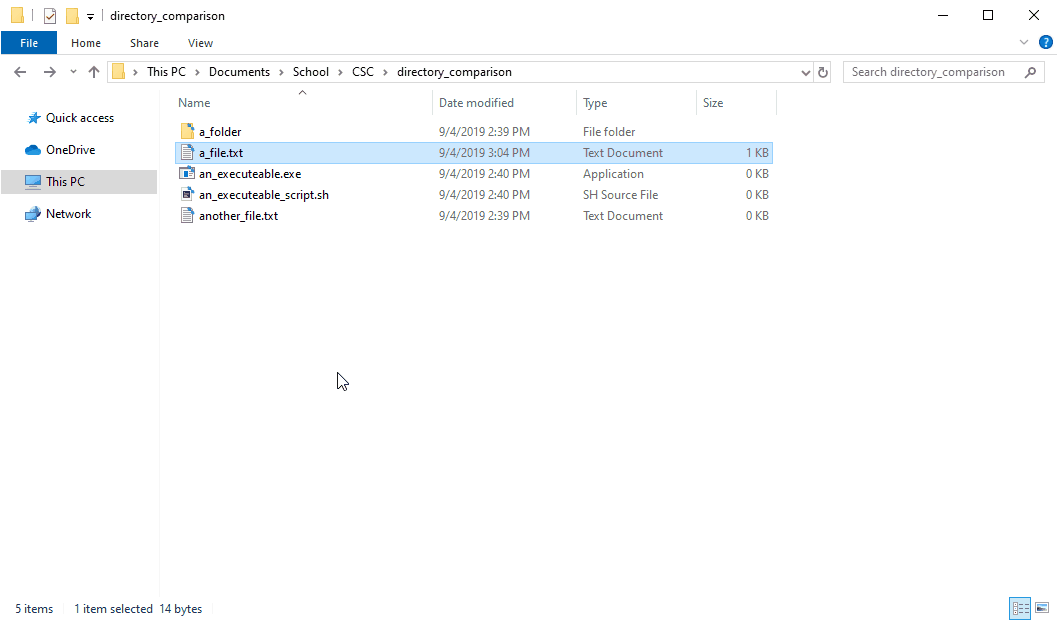 directory_comparison
File Home Share View
This PC Documents School CSC directory_comparison Search directory_comparison
Name Date modified Type Size
Quick access
OneDrive
This PC
Network
a_folder 9/4/2019 2:39 PM File folder
a_file.txt 9/4/2019 3:04 PM Text Document 1 KB
an_executeable.exe 9/4/2019 2:40 PM Application 0 KB
an_executeable_script.sh 9/4/2019 2:40 PM SH Source File 0 KB
another_file.txt 9/4/2019 2:39 PM Text Document 0 KB
5 items 1 item selected 14 bytes